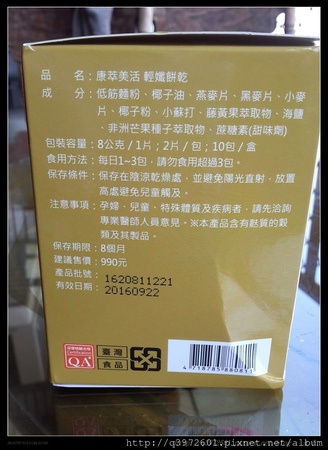 品 名：康萃美活 輕孅餅乾
成 分：低筋麵粉、椰子油、燕麥片、黑麥片、小麥
片、椰子粉、小蘇打、藤黃果萃取物、海鹽
、非洲芒果種子萃取物、蔗糖素(甜味劑)
包裝容量：8公克/1片；2片/包；10包/盒
食用方法：每日1~3包，請勿食用超過3包。
保存條件：保存在陰涼乾燥處，並避免陽光直射，放置
高處避免兒童觸及。
注意事項：孕婦、兒童、特殊體質及疾病者，請先洽詢
專業醫師人員意見。※本產品含有麩質的穀
類及其製品。
保存期限：8個月
建議售價：990元
產品批號：1620811221
有效日期：20160922
QA+
臺灣
食品
4 718785 880811
http://q3972601.pixnet.net/album